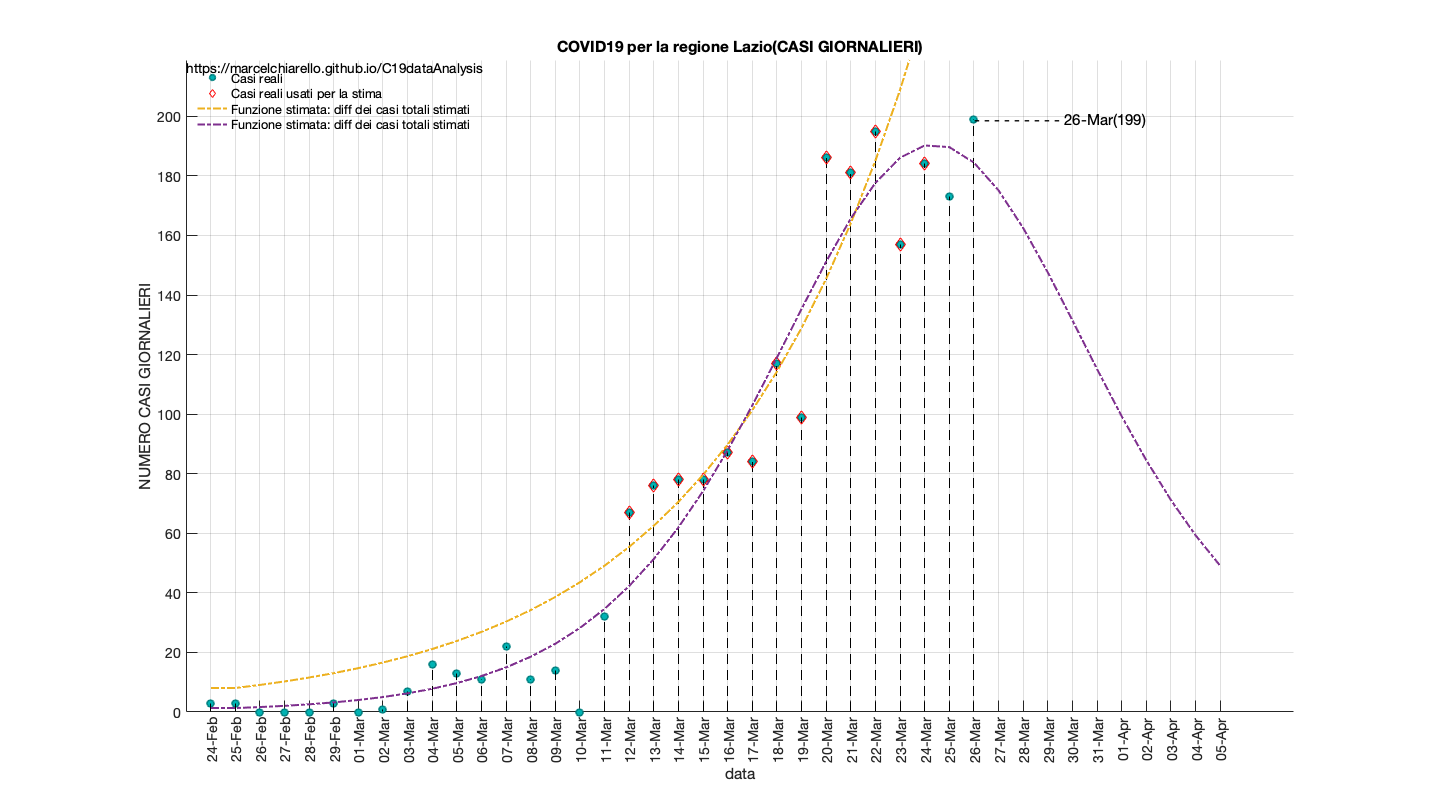 COVID19 per la regione Lazio(CASI GIORNALIERI)
https://marcelchiarello.github.io/C19dataAnalysis
Casi reali
Casi reali usati per la stima
Funzione stimata: diff dei casi totali stimati
Funzione stimata: diff dei casi totali stimati
26-Mar(199)
NUMERO CASI GIORNALIERI
200
180
160
140
120
100
80
60
40
20
0
24-Feb
25-Feb
26-Feb
27-Feb
28-Feb
29-Feb
01-Mar
02-Mar
03-Mar
04-Mar
05-Mar
06-Mar
07-Mar
08-Mar
09-Mar
10-Mar
11-Mar
12-Mar
13-Mar
14-Mar
15-Mar
16-Mar
17-Mar
18-Mar
19-Mar
20-Mar
21-Mar
22-Mar
23-Mar
24-Mar
25-Mar
26-Mar
27-Mar
28-Mar
29-Mar
30-Mar
31-Mar
01-Apr
02-Apr
03-Apr
04-Apr
05-Apr
data